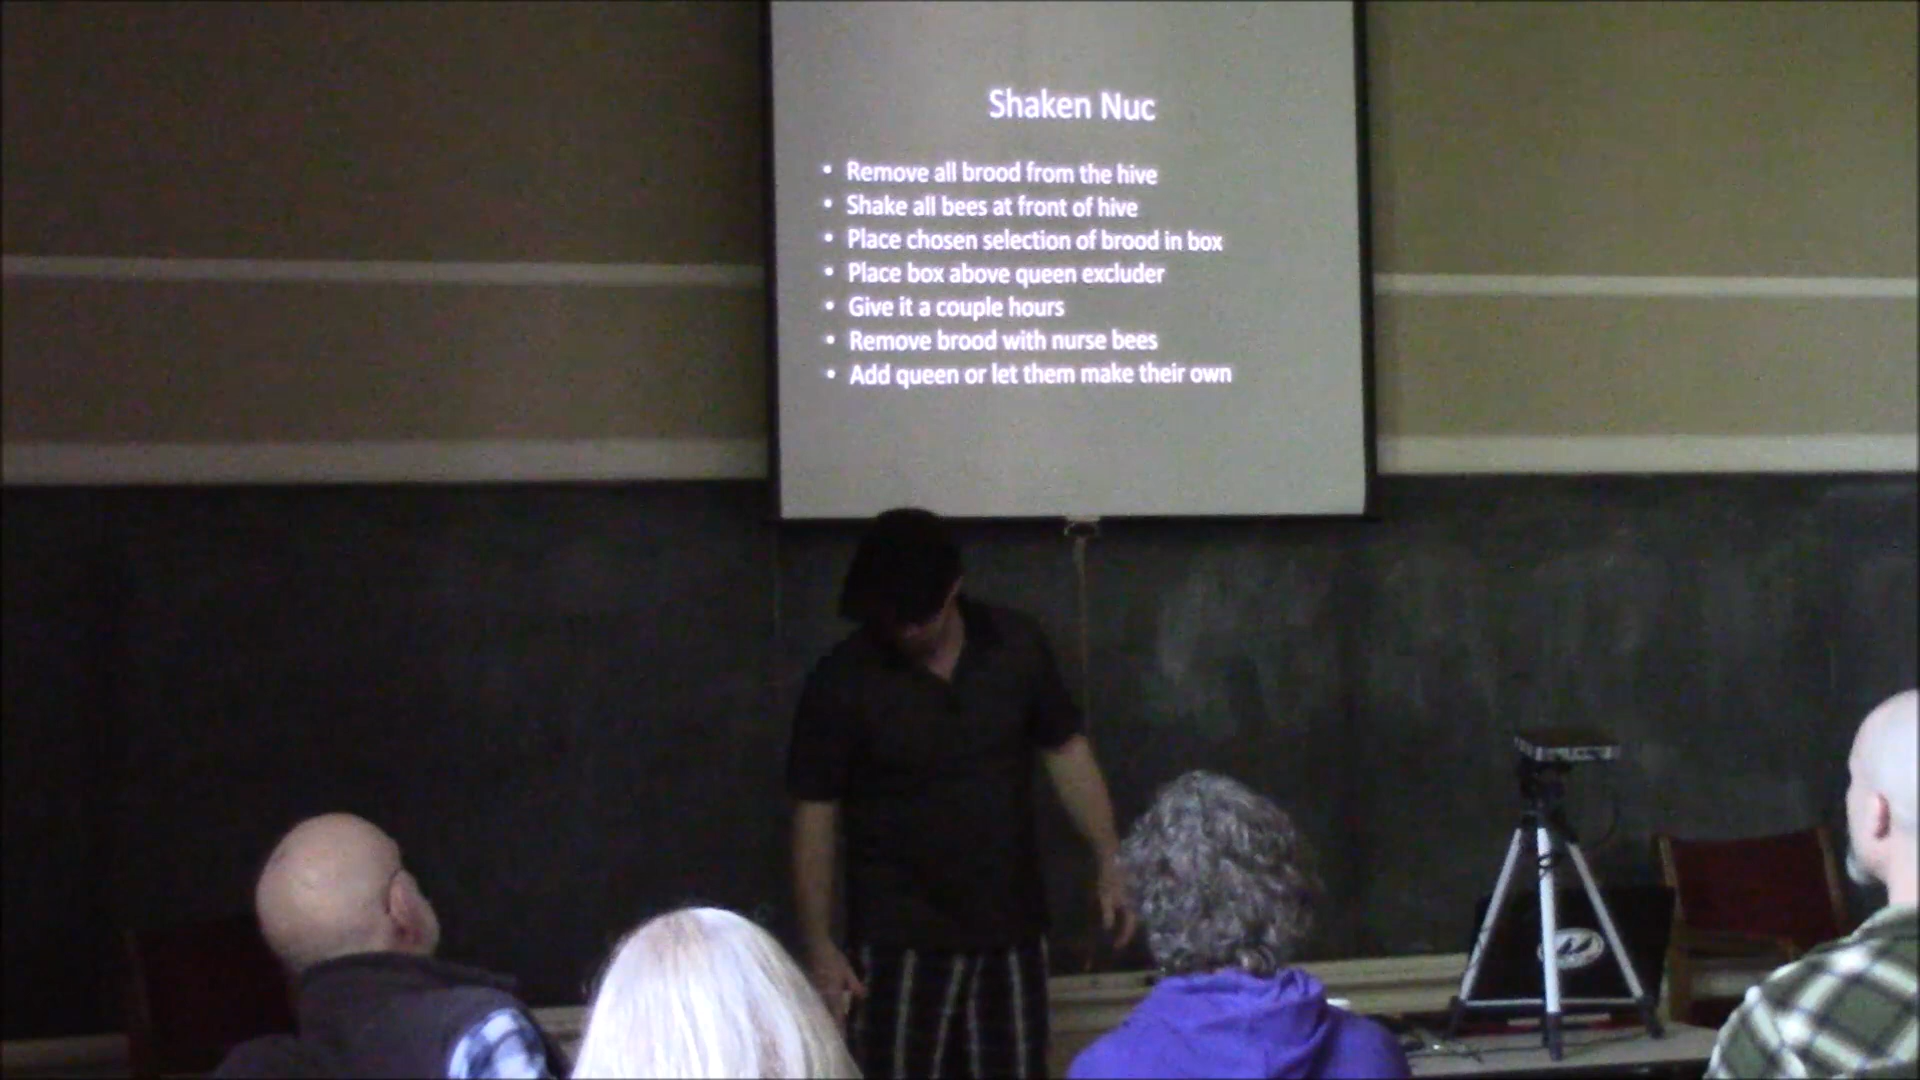 Shaken Nuc
• Remove all brood from the hive
• Shake all bees at front of hive
• Place chosen selection of brood in box
• Place box above queen excluder
• Give it a couple hours
• Remove brood with nurse bees
• Add queen or let them make their own